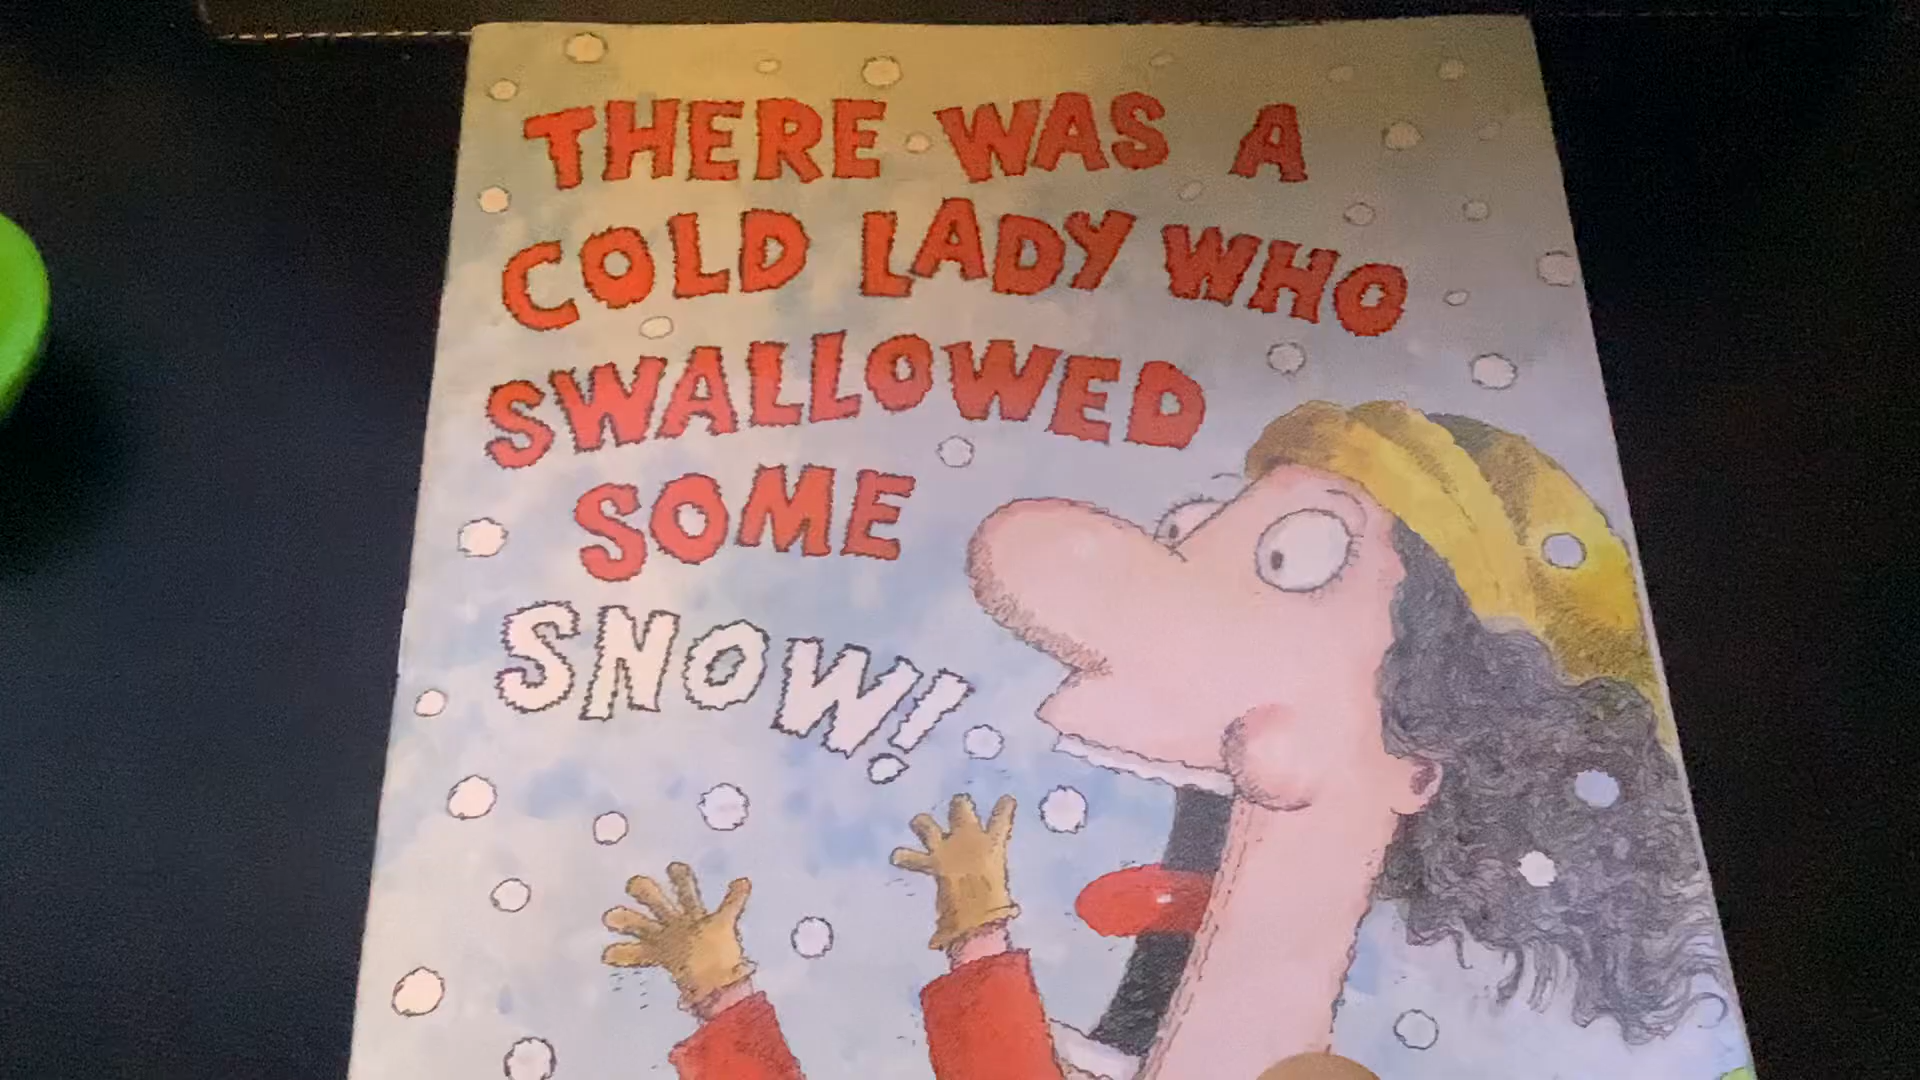 THERE WAS A
COLD LADY WHO
SWALLOWED
SOME
SNOW!